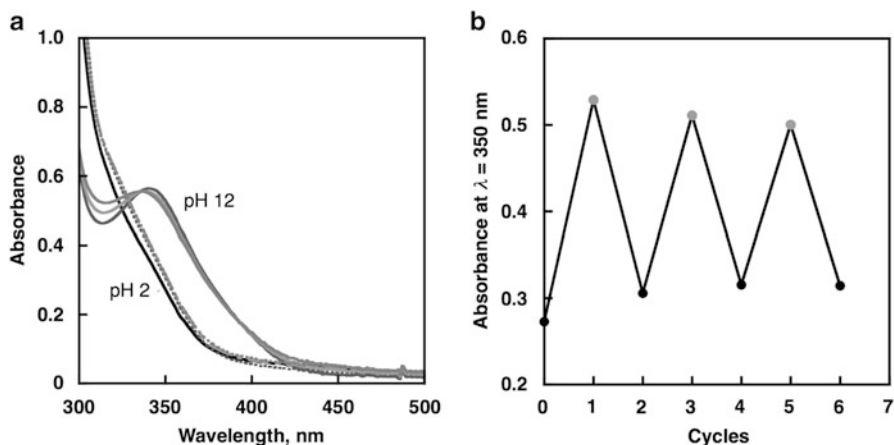 a
1.0
0.8
0.6
0.4
0.2
0
Absorbance
pH 12
pH 2
300 350 400 450 500
Wavelength, nm
b
0.6
0.5
0.4
0.3
0.2
Absorbance at λ = 350 nm
0 1 2 3 4 5 6 7
Cycles